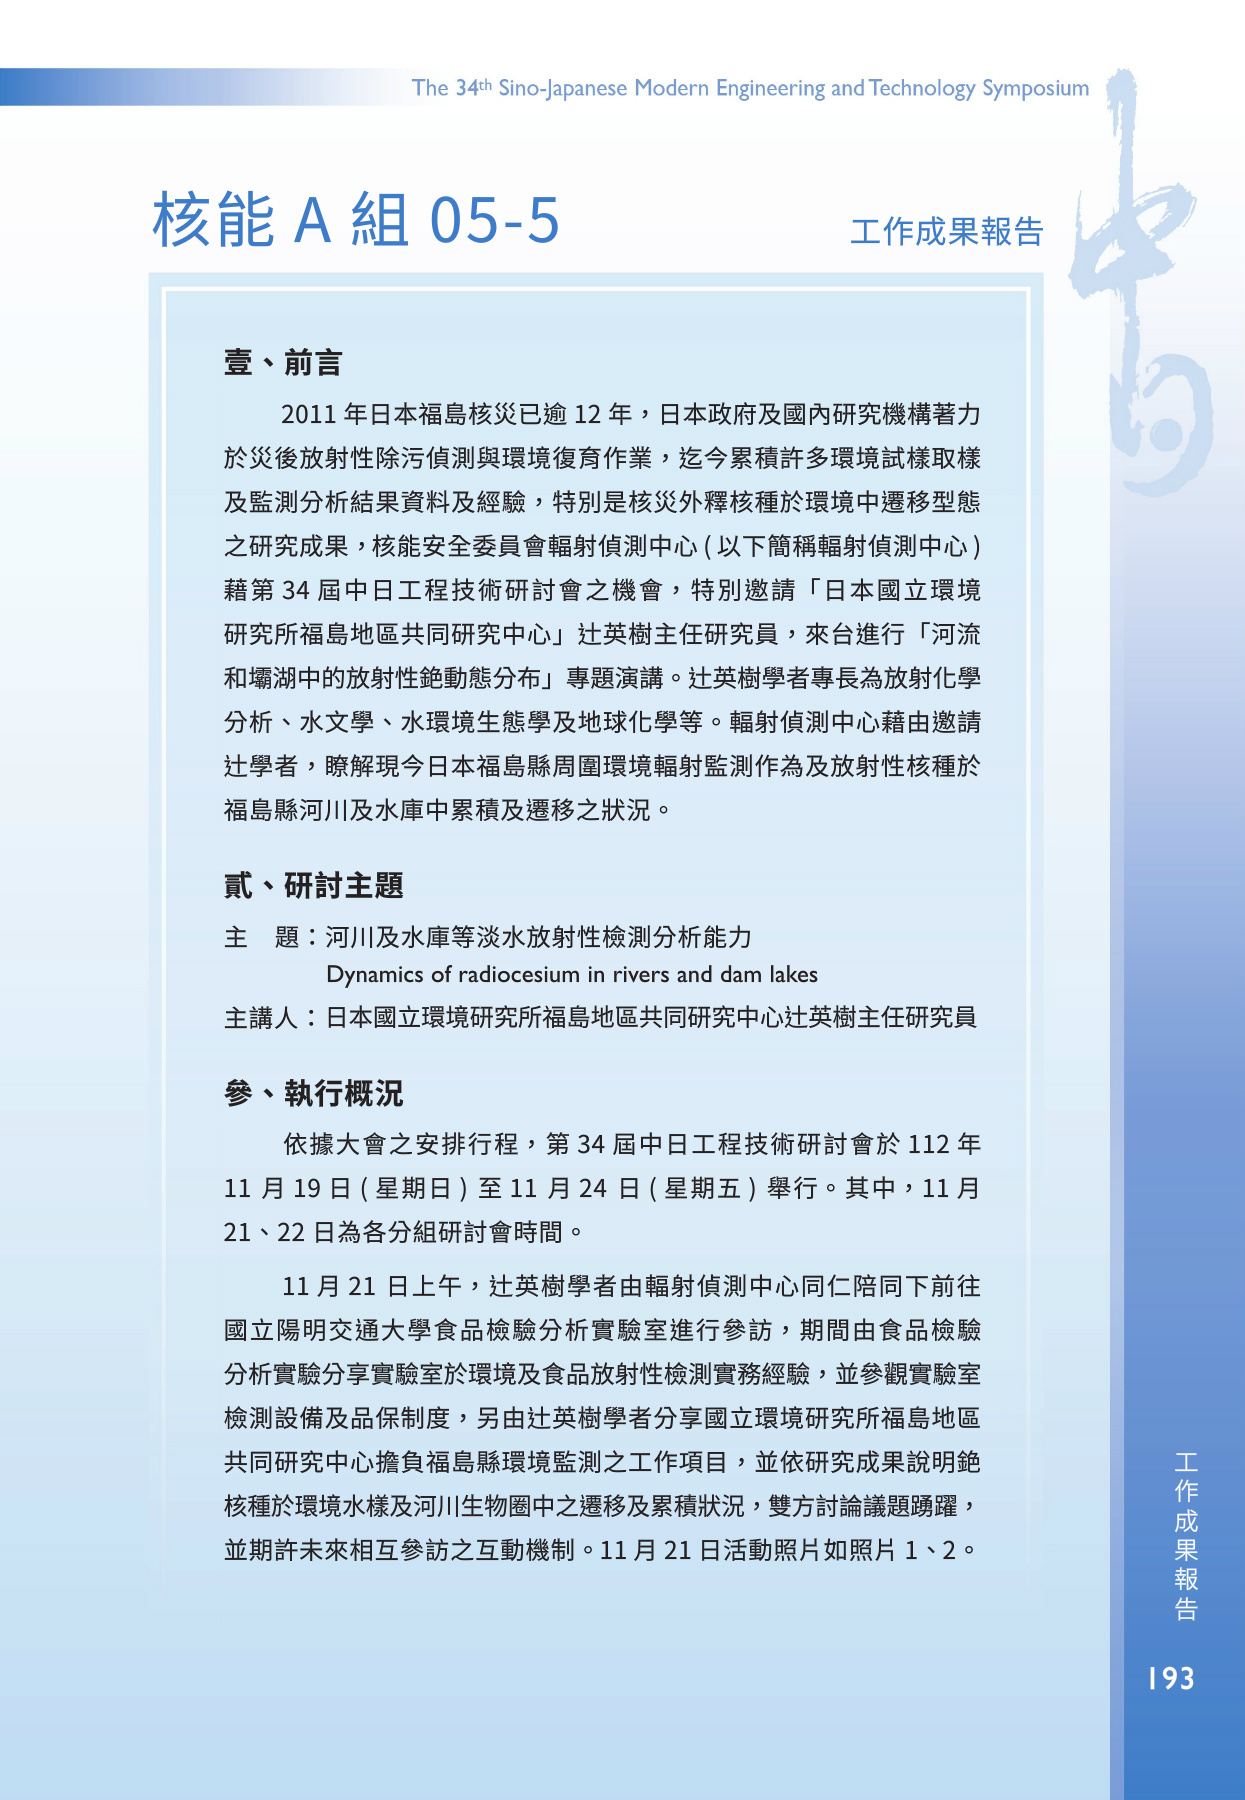 The 34th Sino-Japanese Modern Engineering and Technology Symposium
核能 A 組 05-5
工作成果報告
壹、前言
2011 年日本福島核災已逾 12 年，日本政府及國內研究機構著力
於災後放射性除污偵測與環境復育作業，迄今累積許多環境試樣取樣
及監測分析結果資料及經驗，特別是核災外釋核種於環境中遷移型態
之研究成果，核能安全委員會輻射偵測中心 ( 以下簡稱輻射偵測中心 )
藉第 34 屆中日工程技術研討會之機會，特別邀請「日本國立環境
研究所福島地區共同研究中心」辻英樹主任研究員，來台進行「河流
和壩湖中的放射性銫動態分布」專題演講。辻英樹學者專長為放射化學
分析、水文學、水環境生態學及地球化學等。輻射偵測中心藉由邀請
辻學者，瞭解現今日本福島縣周圍環境輻射監測作為及放射性核種於
福島縣河川及水庫中累積及遷移之狀況。
貳、研討主題
主　題：河川及水庫等淡水放射性檢測分析能力
Dynamics of radiocesium in rivers and dam lakes
主講人：日本國立環境研究所福島地區共同研究中心辻英樹主任研究員
參、執行概況
依據大會之安排行程，第 34 屆中日工程技術研討會於 112 年
11 月 19 日 ( 星期日 ) 至 11 月 24 日 ( 星期五 ) 舉行。其中，11 月
21、22 日為各分組研討會時間。
11 月 21 日上午，辻英樹學者由輻射偵測中心同仁陪同下前往
國立陽明交通大學食品檢驗分析實驗室進行參訪，期間由食品檢驗
分析實驗分享實驗室於環境及食品放射性檢測實務經驗，並參觀實驗室
檢測設備及品保制度，另由辻英樹學者分享國立環境研究所福島地區
共同研究中心擔負福島縣環境監測之工作項目，並依研究成果說明銫
核種於環境水樣及河川生物圈中之遷移及累積狀況，雙方討論議題踴躍，
並期許未來相互參訪之互動機制。11 月 21 日活動照片如照片 1、2。
工作成果報告
193